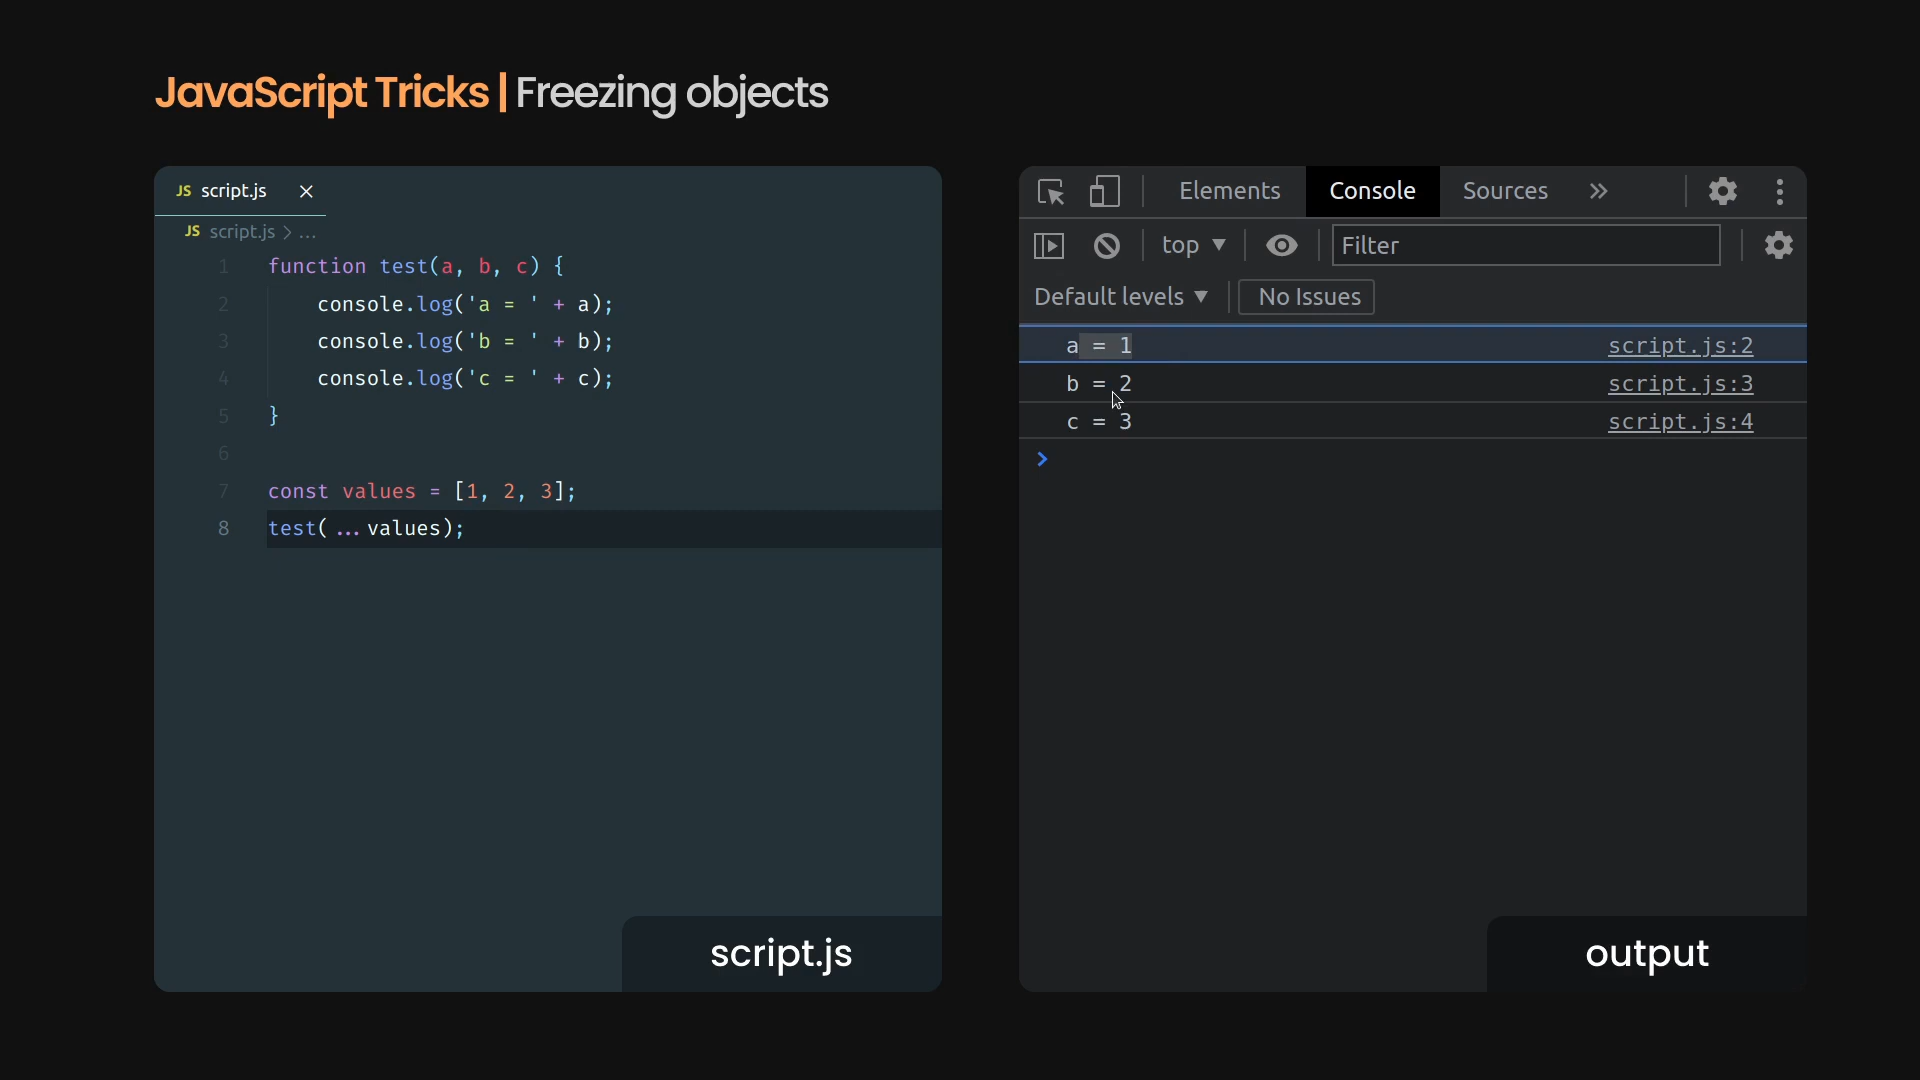 JavaScript Tricks | Freezing objects
JS script.js ×
JS script.js > ...
1 function test(a, b, c) {
2 console.log('a = ' + a);
3 console.log('b = ' + b);
4 console.log('c = ' + c);
5 }
6
7 const values = [1, 2, 3];
8 test(...values);
script.js
Elements Console Sources »
top ▼ Filter
Default levels ▼ No Issues
a = 1 script.js:2
b = 2 script.js:3
c = 3 script.js:4
>
output